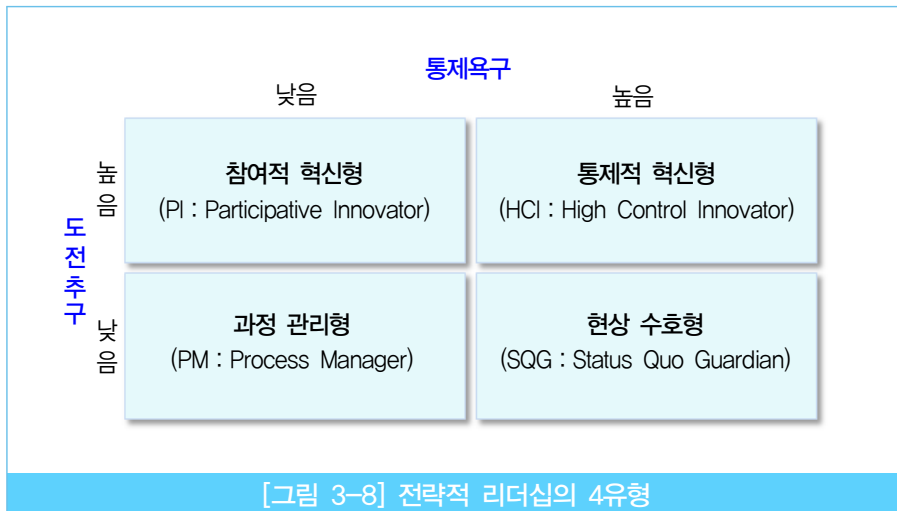 통제욕구
낮음 높음
높음
참여적 혁신형
(PI : Participative Innovator)
통제적 혁신형
(HCI : High Control Innovator)
도전추구
낮음
과정 관리형
(PM : Process Manager)
현상 수호형
(SQG : Status Quo Guardian)
[그림 3-8] 전략적 리더십의 4유형